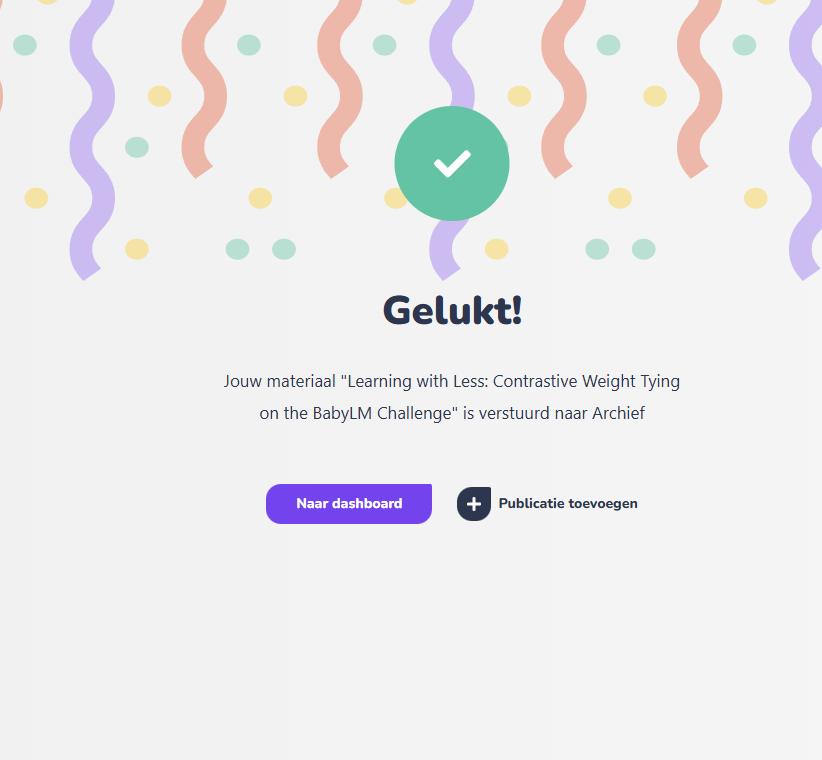 Gelukt!
Jouw materiaal "Learning with Less: Contrastive Weight Tying
on the BabyLM Challenge" is verstuurd naar Archief
Naar dashboard
Publicatie toevoegen